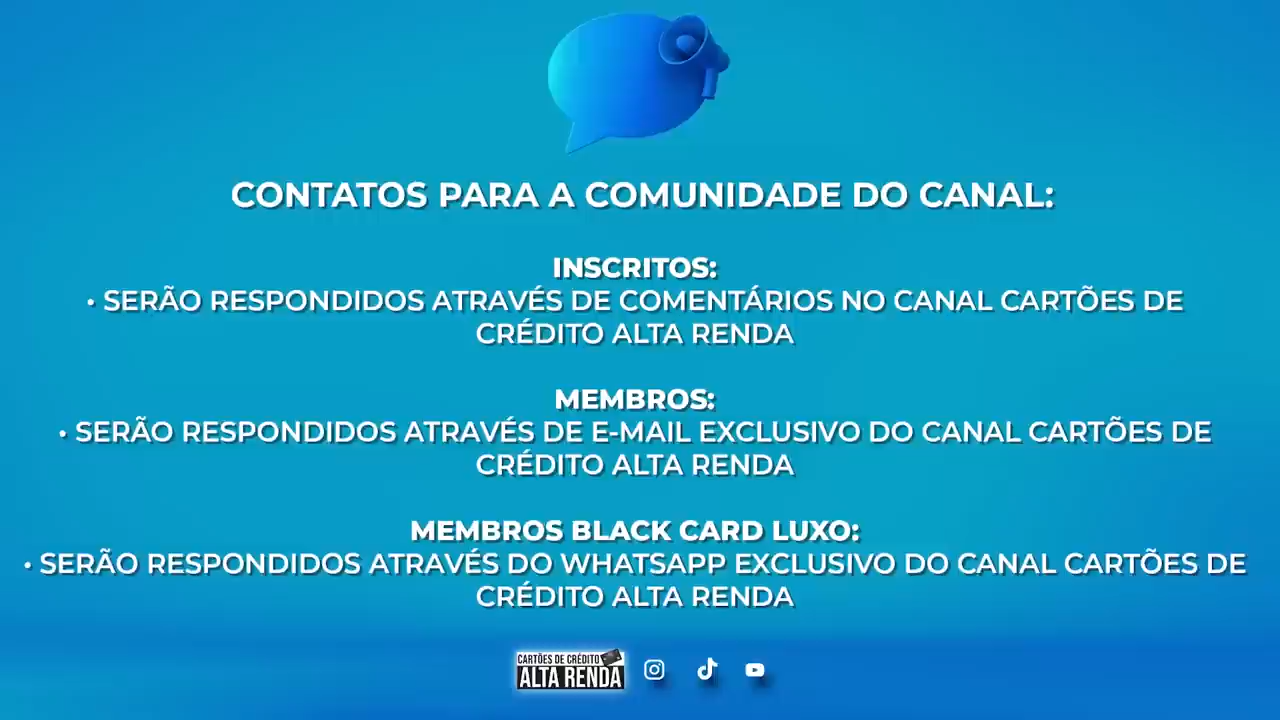 CONTATOS PARA A COMUNIDADE DO CANAL:
INSCRITOS:
• SERÃO RESPONDIDOS ATRAVÉS DE COMENTÁRIOS NO CANAL CARTÕES DE
CRÉDITO ALTA RENDA
MEMBROS:
• SERÃO RESPONDIDOS ATRAVÉS DE E-MAIL EXCLUSIVO DO CANAL CARTÕES DE
CRÉDITO ALTA RENDA
MEMBROS BLACK CARD LUXO:
• SERÃO RESPONDIDOS ATRAVÉS DO WHATSAPP EXCLUSIVO DO CANAL CARTÕES DE
CRÉDITO ALTA RENDA
CARTÕES DE CRÉDITO
ALTA RENDA